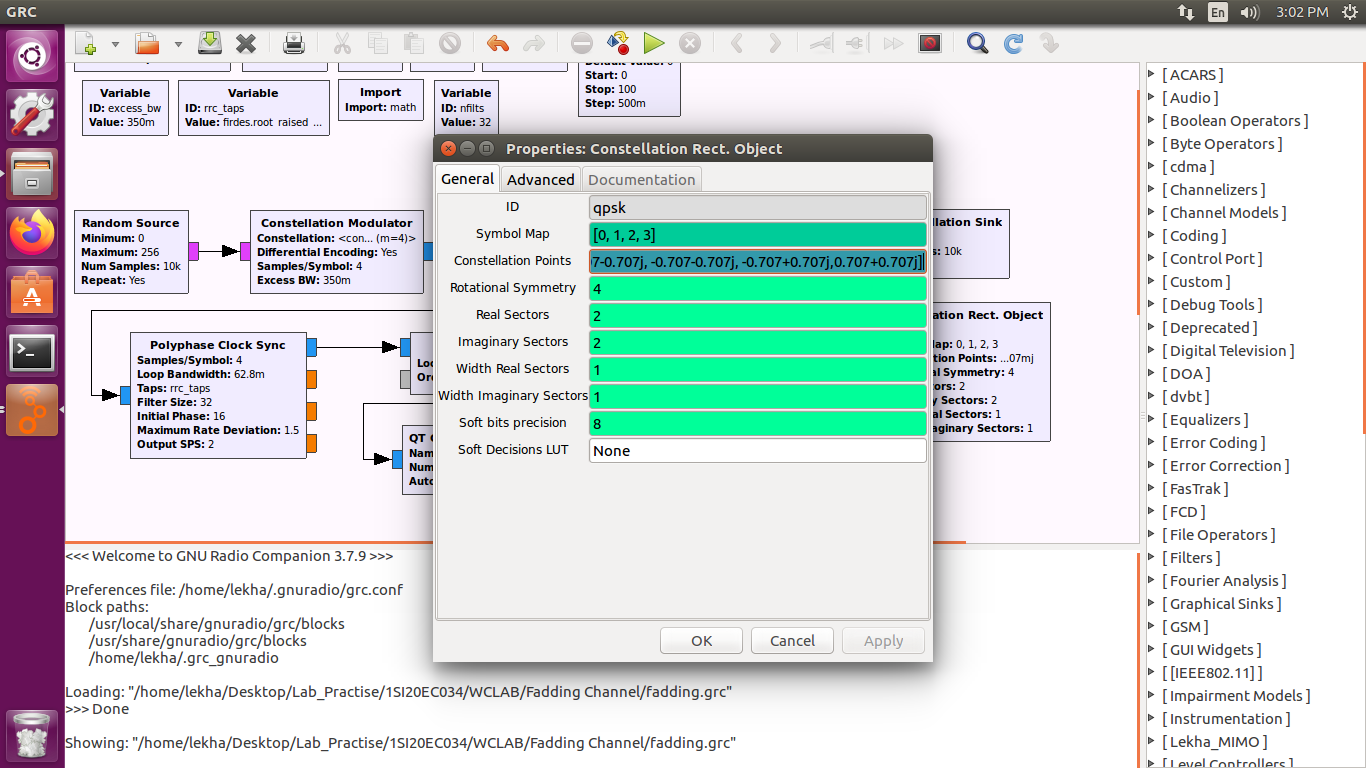 GRC
En
3:02 PM
Default Value: 0
Start: 0
Stop: 100
Step: 500m
Variable
ID: excess_bw
Value: 350m
Variable
ID: rrc_taps
Value: firdes.root_raised_...
Import
Import: math
Variable
ID: nfilts
Value: 32
Random Source
Minimum: 0
Maximum: 256
Num Samples: 10k
Repeat: Yes
Constellation Modulator
Constellation: <con... (m=4)>
Differential Encoding: Yes
Samples/Symbol: 4
Excess BW: 350m
Polyphase Clock Sync
Samples/Symbol: 4
Loop Bandwidth: 62.8m
Taps: rrc_taps
Filter Size: 32
Initial Phase: 16
Maximum Rate Deviation: 1.5
Output SPS: 2
Loo
Ord
QT G
Nam
Num
Auto
Properties: Constellation Rect. Object
General
Advanced
Documentation
ID
qpsk
Symbol Map
[0, 1, 2, 3]
Constellation Points
07-0.707j, -0.707-0.707j, -0.707+0.707j,0.707+0.707j]
Rotational Symmetry
4
Real Sectors
2
Imaginary Sectors
2
Width Real Sectors
1
Width Imaginary Sectors
1
Soft bits precision
8
Soft Decisions LUT
None
OK
Cancel
Apply
llation Sink
s: 10k
lation Rect. Object
lap: 0, 1, 2, 3
tion Points: ...07mj
al Symmetry: 4
tors: 2
y Sectors: 2
al Sectors: 1
aginary Sectors: 1
<<< Welcome to GNU Radio Companion 3.7.9 >>>
Preferences file: /home/lekha/.gnuradio/grc.conf
Block paths:
/usr/local/share/gnuradio/grc/blocks
/usr/share/gnuradio/grc/blocks
/home/lekha/.grc_gnuradio
Loading: "/home/lekha/Desktop/Lab_Practise/1SI20EC034/WCLAB/Fadding Channel/fadding.grc"
>>> Done
Showing: "/home/lekha/Desktop/Lab_Practise/1SI20EC034/WCLAB/Fadding Channel/fadding.grc"
[ ACARS ]
[ Audio ]
[ Boolean Operators ]
[ Byte Operators ]
[ cdma ]
[ Channelizers ]
[ Channel Models ]
[ Coding ]
[ Control Port ]
[ Custom ]
[ Debug Tools ]
[ Deprecated ]
[ Digital Television ]
[ DOA ]
[ dvbt ]
[ Equalizers ]
[ Error Coding ]
[ Error Correction ]
[ FasTrak ]
[ FCD ]
[ File Operators ]
[ Filters ]
[ Fourier Analysis ]
[ Graphical Sinks ]
[ GSM ]
[ GUI Widgets ]
[ [IEEE802.11] ]
[ Impairment Models ]
[ Instrumentation ]
[ Lekha_MIMO ]
[ Level Controllers ]